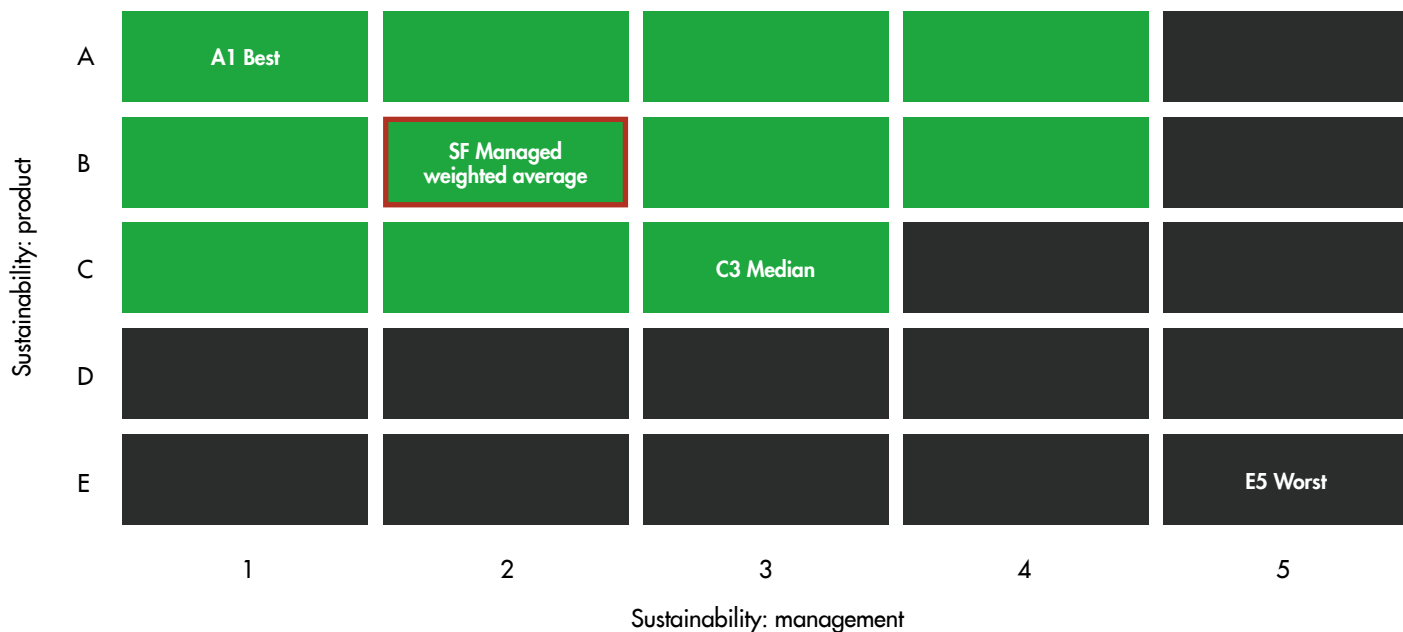 Sustainability: product
A
A1 Best
B
SF Managed
weighted average
C
C3 Median
D
E
E5 Worst
1
2
3
4
5
Sustainability: management